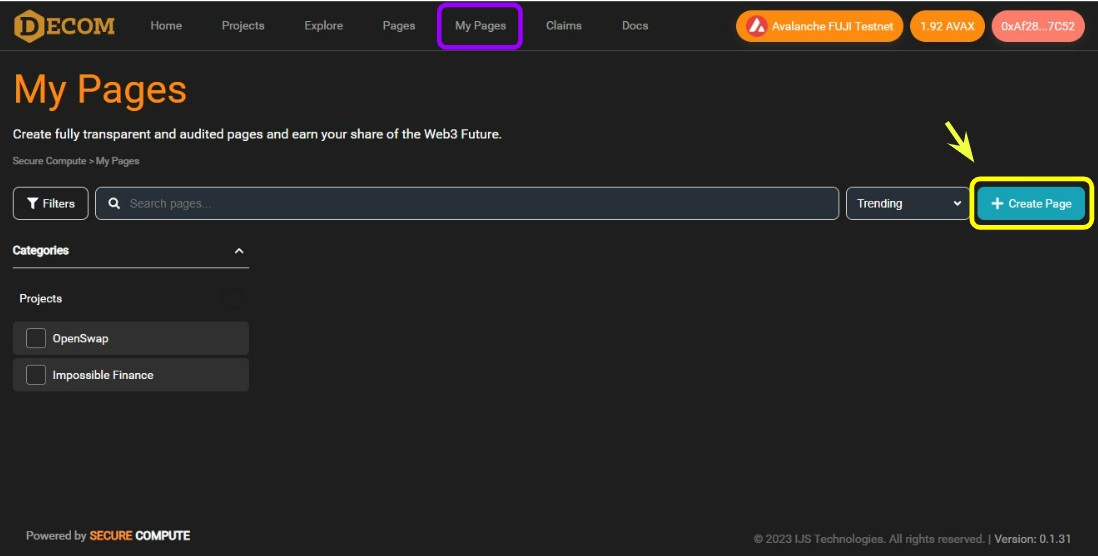 DECOM Home Projects Explore Pages My Pages Claims Docs Avalanche FUJI Testnet 1.92 AVAX 0xAf28...7C52
My Pages
Create fully transparent and audited pages and earn your share of the Web3 Future.
Secure Compute > My Pages
Filters Search pages... Trending + Create Page
Categories
Projects
OpenSwap
Impossible Finance
Powered by SECURE COMPUTE © 2023 IJS Technologies. All rights reserved. | Version: 0.1.31